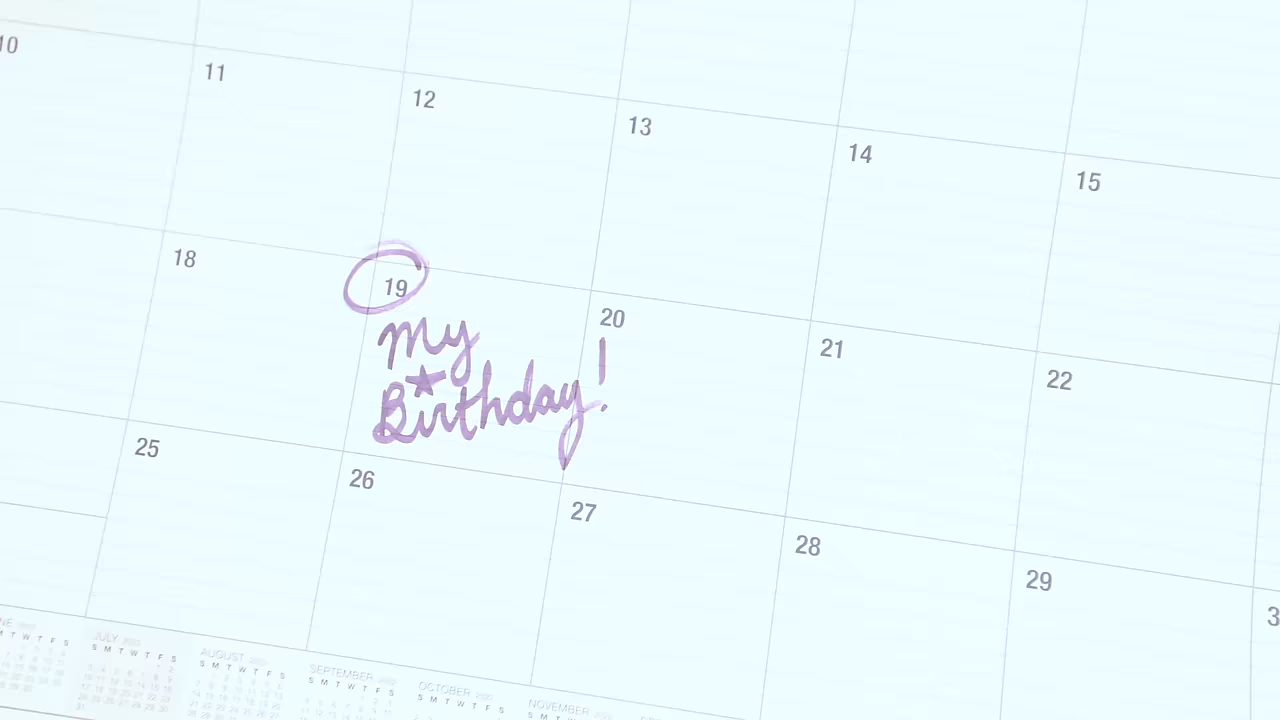 10 11 12 13 14 15
18 19 20 21 22
my
Birthday!
25 26 27 28 29 3
JULY
S M T W T F S
AUGUST
S M T W T F S
SEPTEMBER
S M T W T F S
OCTOBER
S M T W T F S
NOVEMBER
S M T W T F S